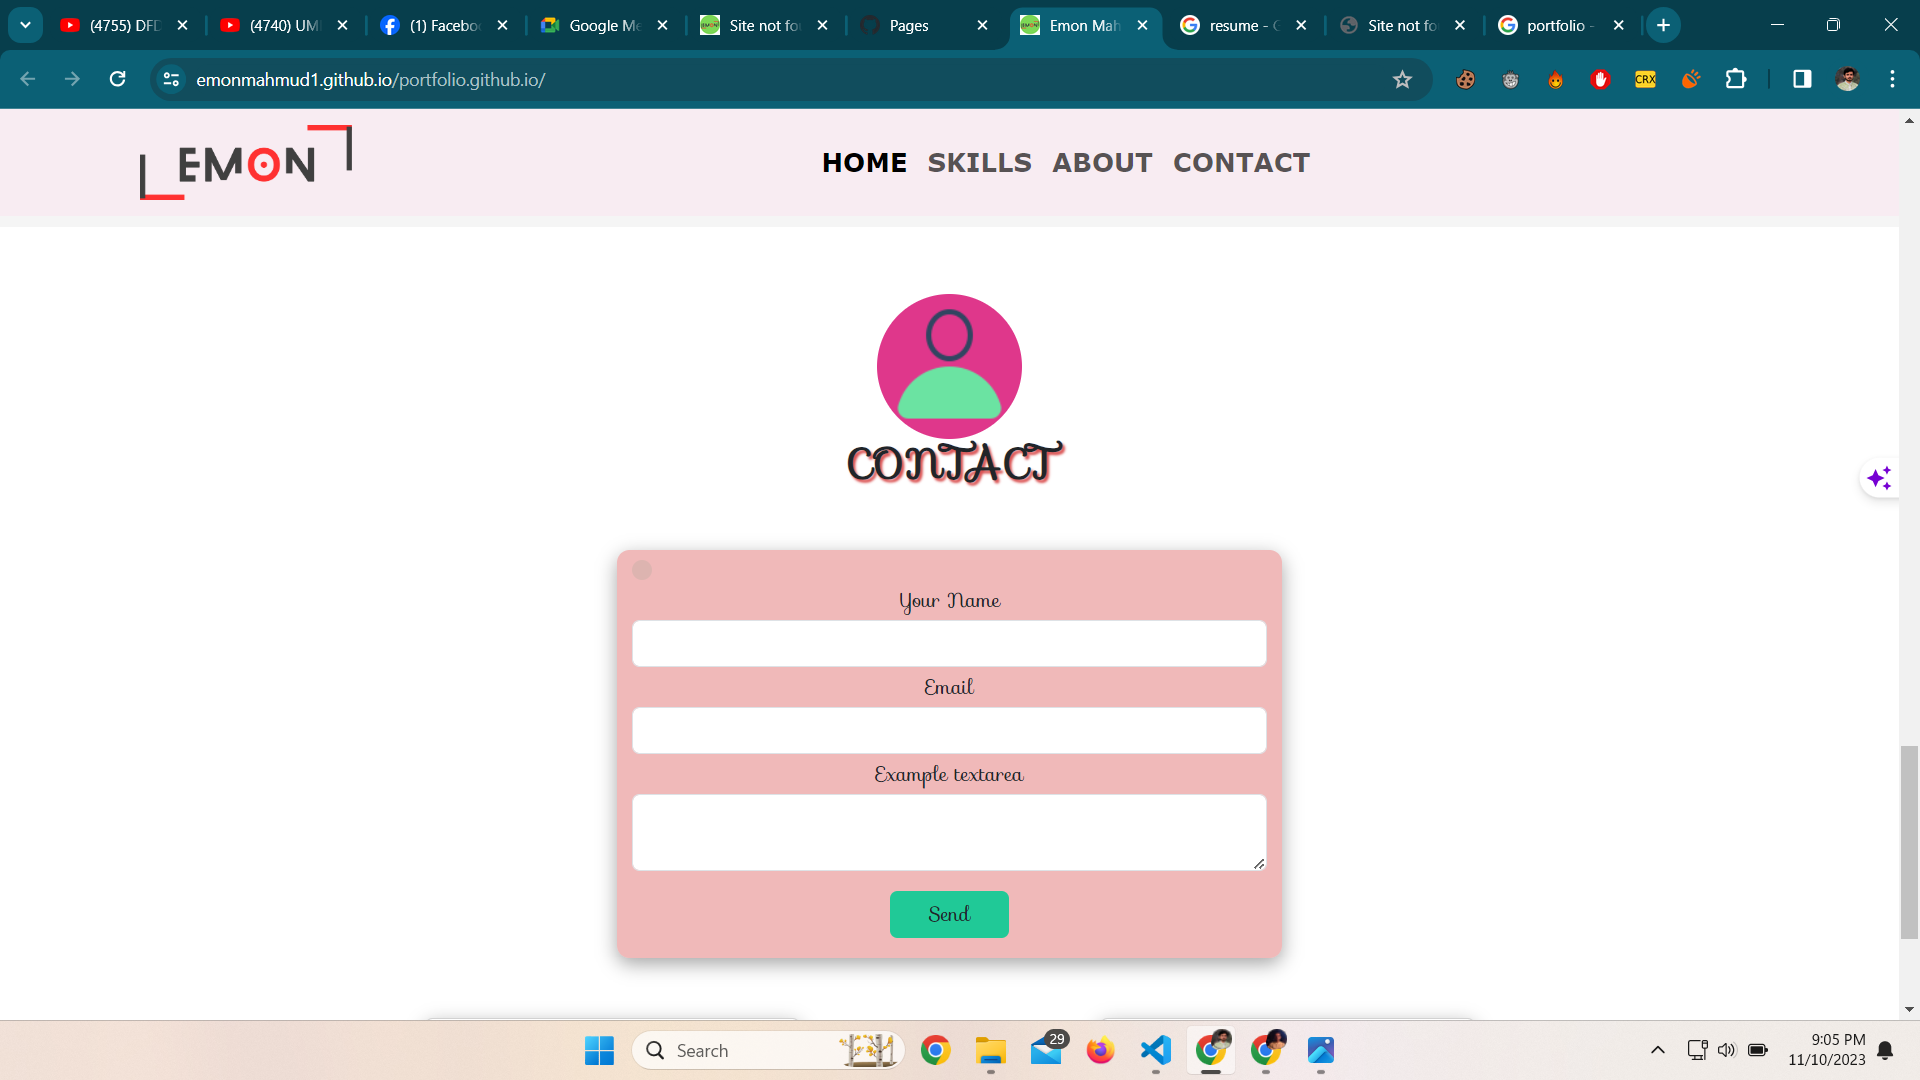 (4755) DFD
(4740) UM
(1) Facebo
Google Me
Site not fo
Pages
Emon Mah
resume - G
Site not fo
portfolio -
emonmahmud1.github.io/portfolio.github.io/
CRX
EMON
HOME SKILLS ABOUT CONTACT
CONTACT
Your Name
Email
Example textarea
Send
Search
29
9:05 PM
11/10/2023